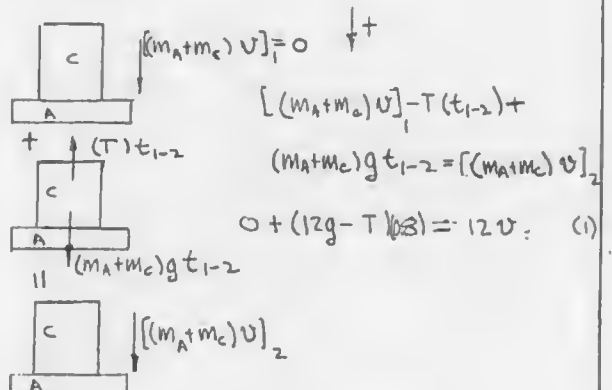 C
A
[(m_A+m_c) v]_1 = 0
↓+
[(m_A+m_c) v]_1 - T(t_{1-2}) +
(m_A+m_c) g t_{1-2} = [(m_A+m_c) v]_2
0 + (12g - T)(0.8) = 12v. (1)
+
(T) t_{1-2}
C
A
(m_A+m_c) g t_{1-2}
=
C
A
[(m_A+m_c) v]_2